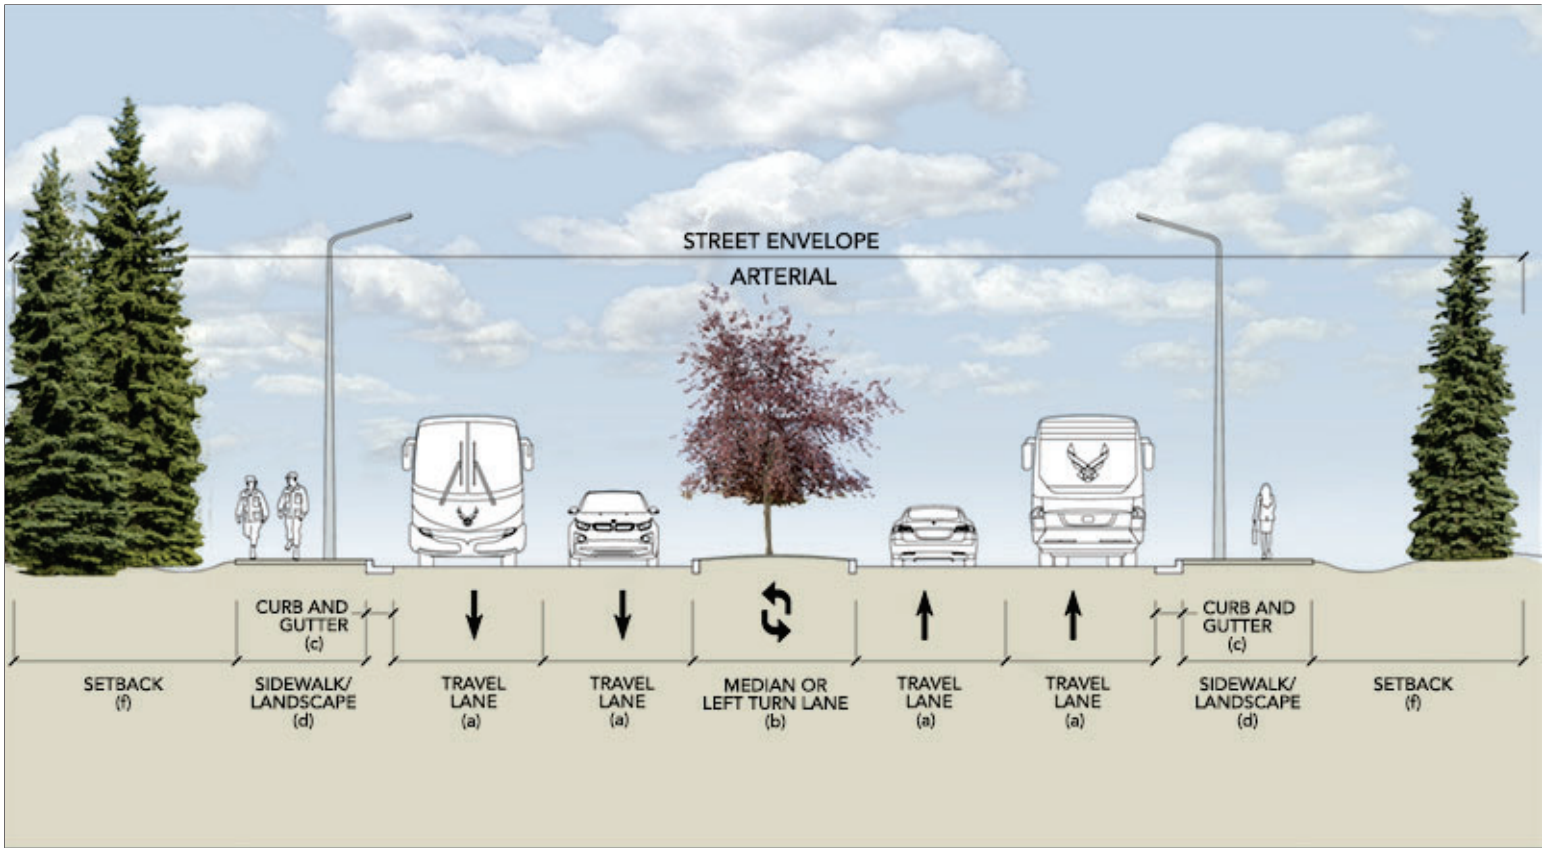 STREET ENVELOPE
ARTERIAL
CURB AND
GUTTER
(c)
CURB AND
GUTTER
(c)
SETBACK
(f)
SIDEWALK/
LANDSCAPE
(d)
TRAVEL
LANE
(a)
TRAVEL
LANE
(a)
MEDIAN OR
LEFT TURN LANE
(b)
TRAVEL
LANE
(a)
TRAVEL
LANE
(a)
SIDEWALK/
LANDSCAPE
(d)
SETBACK
(f)